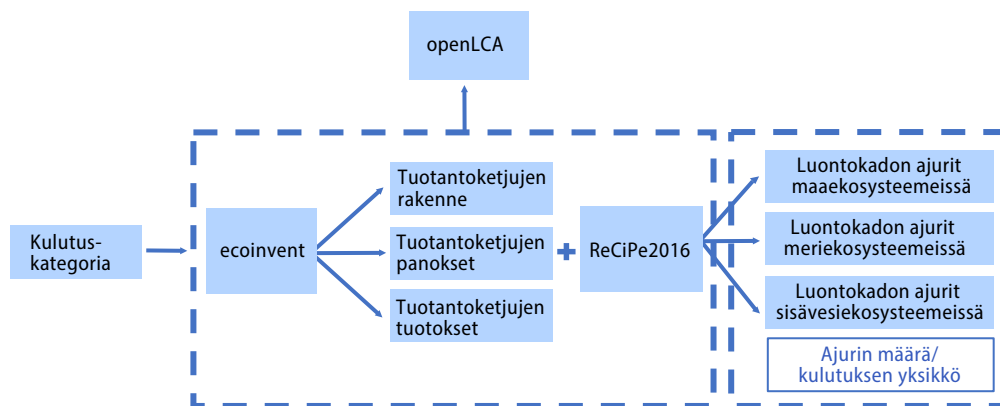 openLCA
Kulutus-
kategoria
ecoinvent
Tuotantoketjujen
rakenne
Tuotantoketjujen
panokset
Tuotantoketjujen
tuotokset
ReCiPe2016
Luontokadon ajurit
maaekosysteemeissä
Luontokadon ajurit
meriekosysteemeissä
Luontokadon ajurit
sisävesiekosysteemeissä
Ajurin määrä/
kulutuksen yksikkö